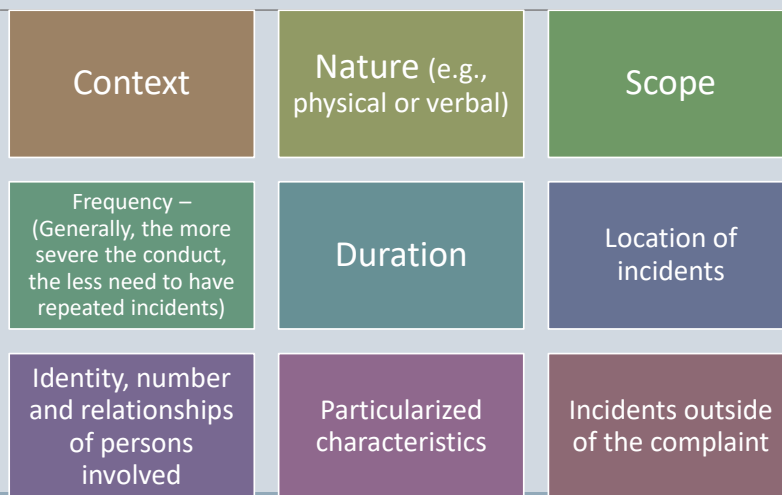 Context
Nature (e.g.,
physical or verbal)
Scope
Frequency –
(Generally, the more
severe the conduct,
the less need to have
repeated incidents)
Duration
Location of
incidents
Identity, number
and relationships
of persons
involved
Particularized
characteristics
Incidents outside
of the complaint